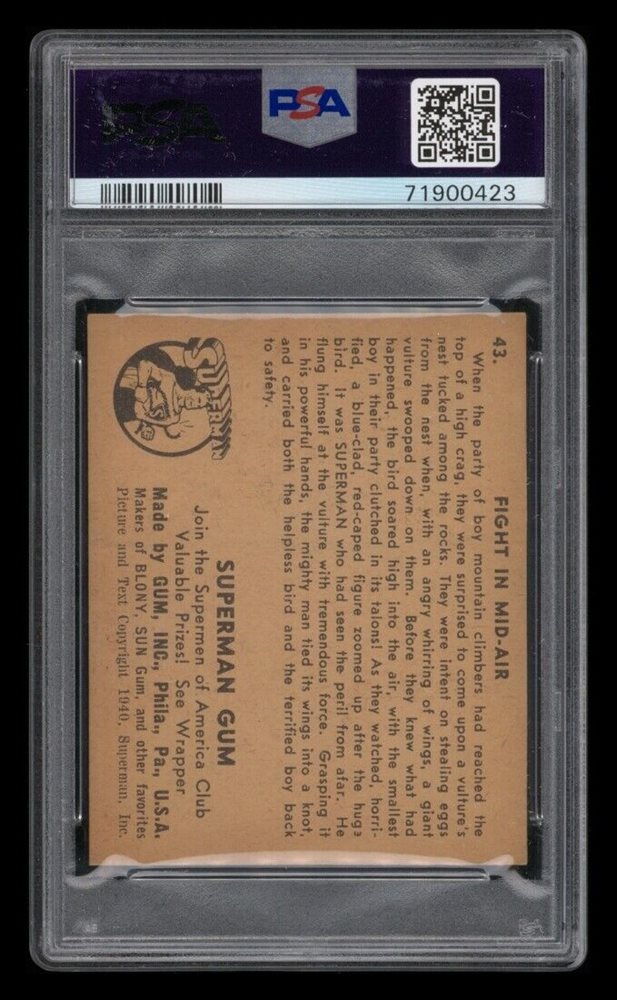 PSA
PSA
71900423
43. FIGHT IN MID-AIR
When the party of boy mountain climbers had reached the
top of a high crag, they were surprised to come upon a vulture's
nest tucked among the rocks. They were intent on stealing eggs
from the nest when, with an angry whirring of wings, a giant
vulture swooped down on them. Before they knew what had
happened, the bird soared high into the air, with the smallest
boy in their party clutched in its talons! As they watched, horri-
fied, a blue-clad, red-caped figure zoomed up after the huge
bird. It was SUPERMAN who had seen the peril from afar. He
flung himself at the vulture with tremendous force. Grasping it
in his powerful hands, the mighty man tied its wings into a knot,
and carried both the helpless bird and the terrified boy back
to safety.
SUPERMAN
S
SUPERMAN GUM
Join the Supermen of America Club
Valuable Prizes! See Wrapper
Made by GUM, INC., Phila., Pa., U.S.A.
Makers of BLONY, SUN Gum, and other favorites
Picture and Text Copyright 1940, Superman, Inc.